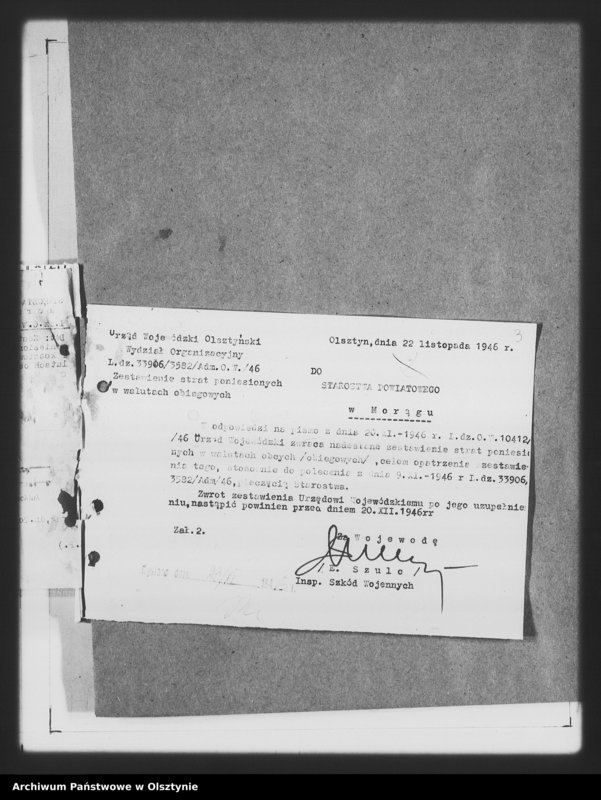 3
Urząd Wojewódzki Olsztyński
Wydział Organizacyjny
L.dz.33906/3582/Adm.O.W./46
Zestawienie strat poniesionych
w walutach obiegowych
Olsztyn,dnia 22 listopada 1946 r.
DO
STAROSTWA POWIATOWEGO
w Morągu
W odpowiedzi na pismo z dnia 20.XI.-1946 r. L.dz.O.W.10412/
/46 Urząd Wojewódzki zwraca nadesłane zestawienie strat poniesio
nych w walutach obcych /obiegowych/ ,celem opatrzenia zestawie-
nia tego, stosownie do polecenia z dnia 9.XI.-1946 r L.dz.33906,
3582/Adm/46,pieczęcią Starostwa.
Zwrot zestawienia Urzędowi Wojewódzkiemu po jego uzupełnie
niu,nastąpić powinien przed dniem 20.XII.1946rr
Zał.2.
Za wojewodę
/E. Szulc/
Insp. Szkód Wojennych
Archiwum Państwowe w Olsztynie